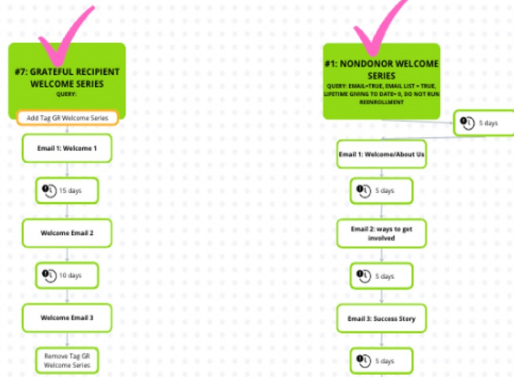 #7: GRATEFUL RECIPIENT
WELCOME SERIES
QUERY:
Add Tag GR Welcome Series
Email 1: Welcome 1
15 days
Welcome Email 2
10 days
Welcome Email 3
Remove Tag GR
Welcome Series
#1: NONDONOR WELCOME
SERIES
QUERY: EMAIL=TRUE, EMAIL LIST = TRUE,
LIFETIME GIVING TO DATE= 0, DO NOT RUN
REENROLLMENT
5 days
Email 1: Welcome/About Us
5 days
Email 2: ways to get
involved
5 days
Email 3: Success Story
5 days